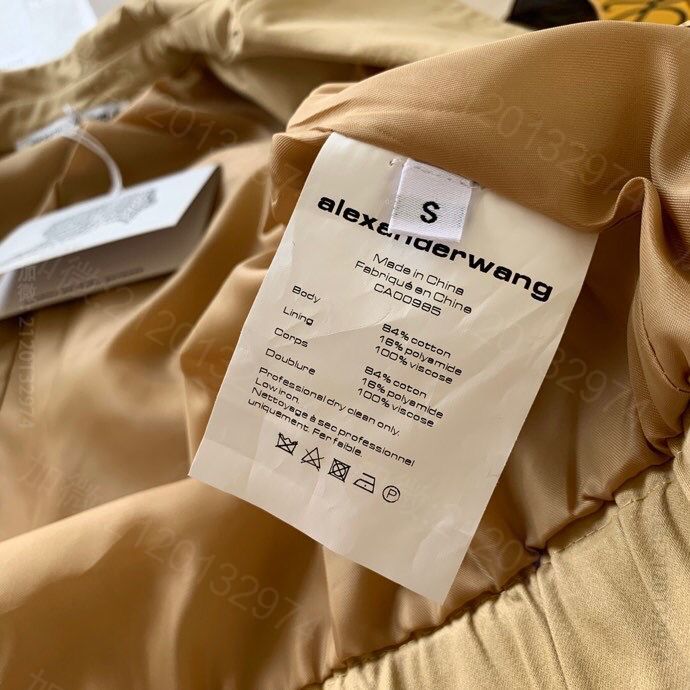 S
alexanderwang
Made in China
Fabriqué en Chine
CA00985
Body
Lining
Corps
Doublure
84% cotton
16% polyamide
100% viscose
84% coton
16% polyamide
100% viscose
Professional dry clean only.
Low iron.
Nettoyage à sec professionnel
uniquement. Fer faible.
P